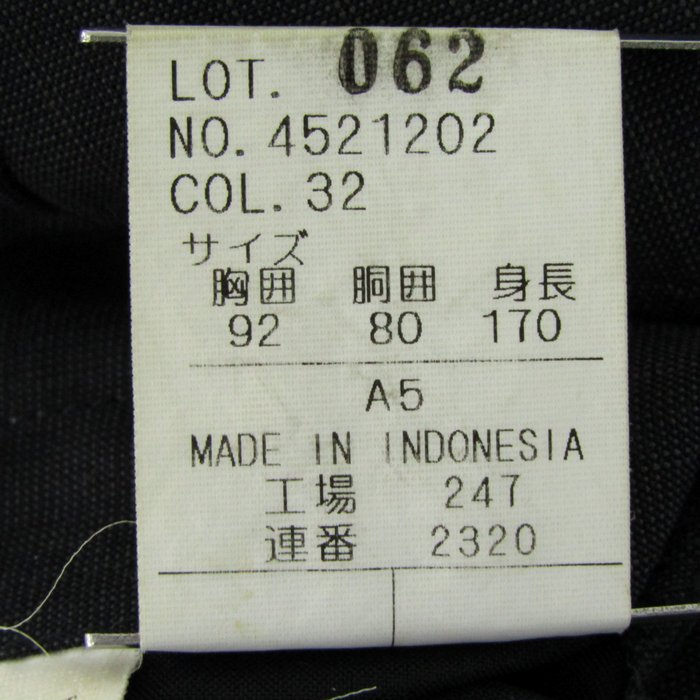 LOT. 062
NO. 4521202
COL. 32
サイズ
胸囲 胴囲 身長
92 80 170
A5
MADE IN INDONESIA
工場 247
連番 2320